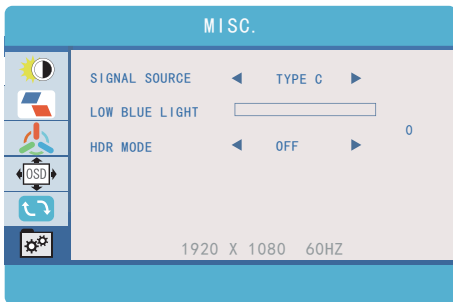 MISC.
SIGNAL SOURCE ◀ TYPE C ▶
LOW BLUE LIGHT 0
HDR MODE ◀ OFF ▶
OSD
1920 X 1080 60HZ